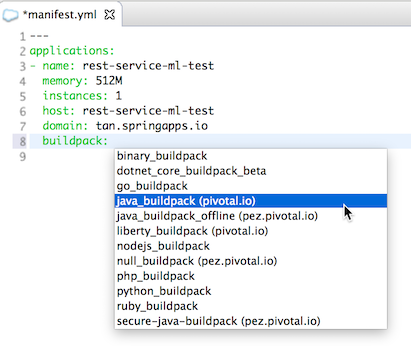 *manifest.yml
1 ---
2 applications:
3 - name: rest-service-ml-test
4 memory: 512M
5 instances: 1
6 host: rest-service-ml-test
7 domain: tan.springapps.io
8 buildpack:
9
binary_buildpack
dotnet_core_buildpack_beta
go_buildpack
java_buildpack (pivotal.io)
java_buildpack_offline (pez.pivotal.io)
liberty_buildpack (pivotal.io)
nodejs_buildpack
null_buildpack (pez.pivotal.io)
php_buildpack
python_buildpack
ruby_buildpack
secure-java-buildpack (pez.pivotal.io)